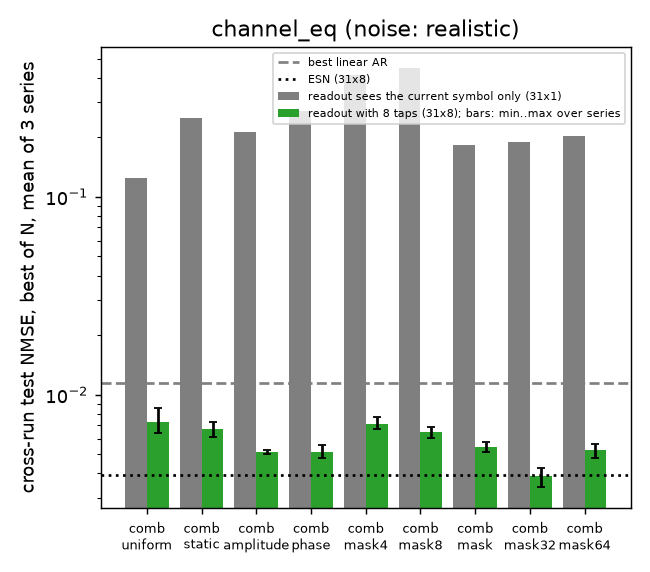 channel_eq (noise: realistic)
cross-run test NMSE, best of N, mean of 3 series
10⁻¹
10⁻²
best linear AR
ESN (31x8)
readout sees the current symbol only (31x1)
readout with 8 taps (31x8); bars: min..max over series
comb uniform
comb static
comb amplitude
comb phase
comb mask4
comb mask8
comb mask
comb mask32
comb mask64